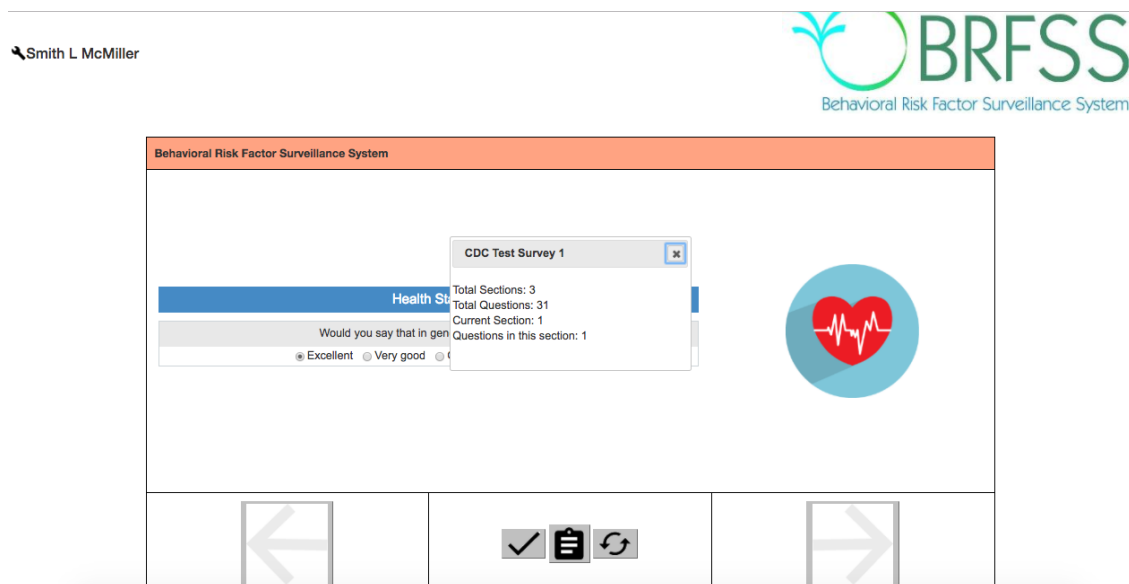 Smith L McMiller
BRFSS
Behavioral Risk Factor Surveillance System
Behavioral Risk Factor Surveillance System
CDC Test Survey 1
Total Sections: 3
Total Questions: 31
Current Section: 1
Questions in this section: 1
Health
Would you say that in
Excellent Very good